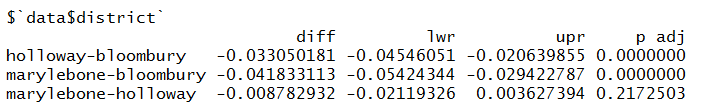 $`data$district`
diff lwr upr p adj
holloway-bloombury -0.033050181 -0.04546051 -0.020639855 0.0000000
marylebone-bloombury -0.041833113 -0.05424344 -0.029422787 0.0000000
marylebone-holloway -0.008782932 -0.02119326 0.003627394 0.2172503